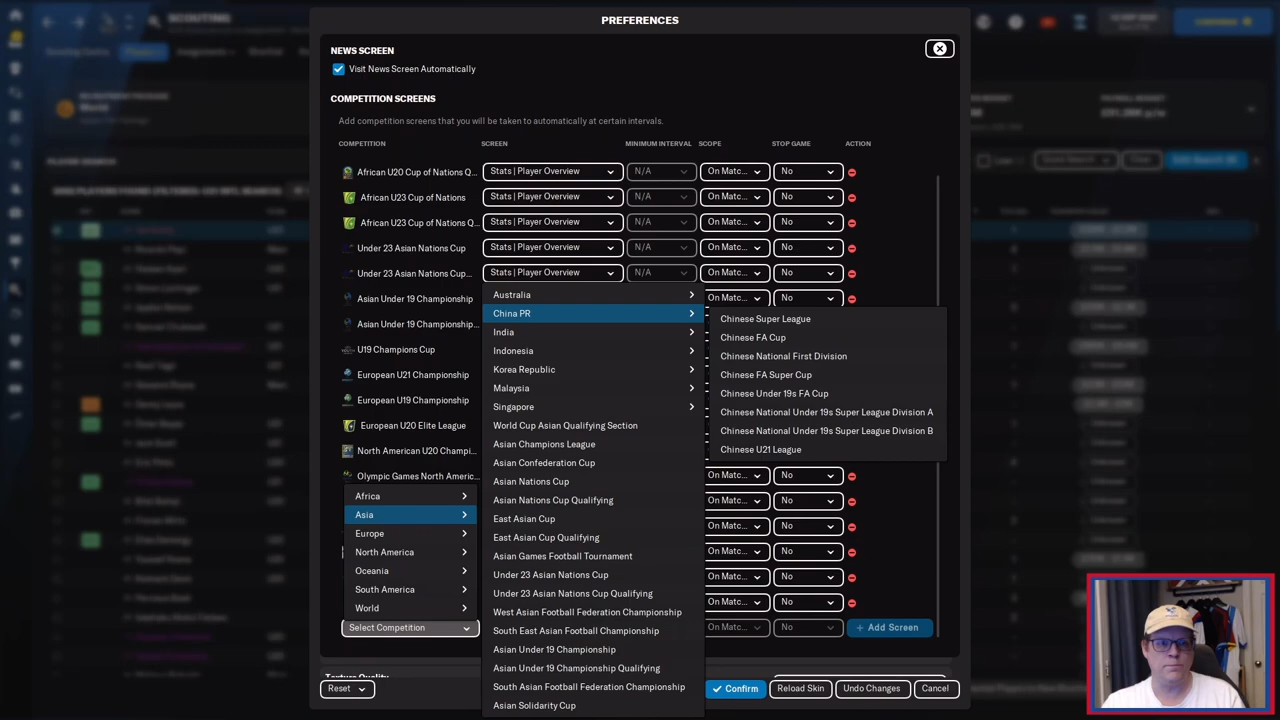 SCOUTING
PREFERENCES
NEWS SCREEN
Visit News Screen Automatically
COMPETITION SCREENS
Add competition screens that you will be taken to automatically at certain intervals.
COMPETITION SCREEN MINIMUM INTERVAL SCOPE STOP GAME ACTION
African U20 Cup of Nations Q... Stats | Player Overview N/A On Matc... No
African U23 Cup of Nations Stats | Player Overview N/A On Matc... No
African U23 Cup of Nations Stats | Player Overview N/A On Matc... No
Under 23 Asian Nations Cup Stats | Player Overview N/A On Matc... No
Under 23 Asian Nations Cup... Stats | Player Overview N/A On Matc... No
Asian Under 19 Championship On Matc... No
Asian Under 19 Championship...
U19 Champions Cup
European U21 Championship
European U19 Championship
European U20 Elite League
North American U20 Champi...
Olympic Games North Americ... On Matc... No
On Matc... No
On Matc... No
On Matc... No
On Matc... No
On Matc... No
Africa
Asia
Europe
North America
Oceania
South America
World
Select Competition On Matc... No + Add Screen
Australia
China PR
India
Indonesia
Korea Republic
Malaysia
Singapore
World Cup Asian Qualifying Section
Asian Champions League
Asian Confederation Cup
Asian Nations Cup
Asian Nations Cup Qualifying
East Asian Cup
East Asian Cup Qualifying
Asian Games Football Tournament
Under 23 Asian Nations Cup
Under 23 Asian Nations Cup Qualifying
West Asian Football Federation Championship
South East Asian Football Championship
Asian Under 19 Championship
Asian Under 19 Championship Qualifying
South Asian Football Federation Championship
Asian Solidarity Cup
Chinese Super League
Chinese FA Cup
Chinese National First Division
Chinese FA Super Cup
Chinese Under 19s FA Cup
Chinese National Under 19s Super League Division A
Chinese National Under 19s Super League Division B
Chinese U21 League
Texture Quality
Reset Confirm Reload Skin Undo Changes Cancel